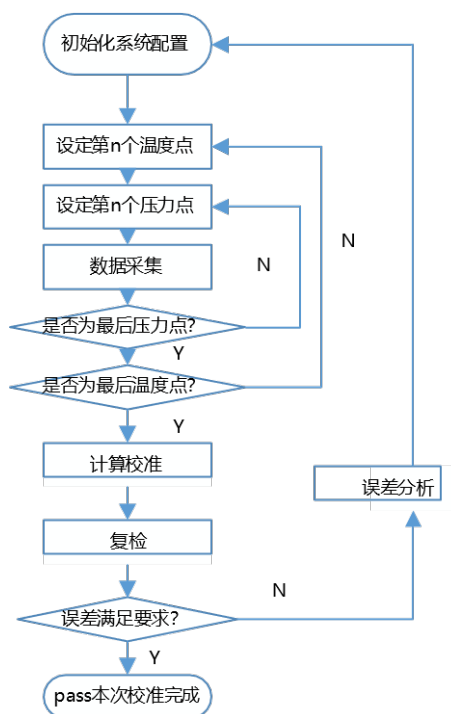 初始化系统配置
设定第n个温度点
设定第n个压力点
N
数据采集
N
是否为最后压力点?
Y
是否为最后温度点?
Y
计算校准
误差分析
复检
N
误差满足要求?
Y
pass本次校准完成